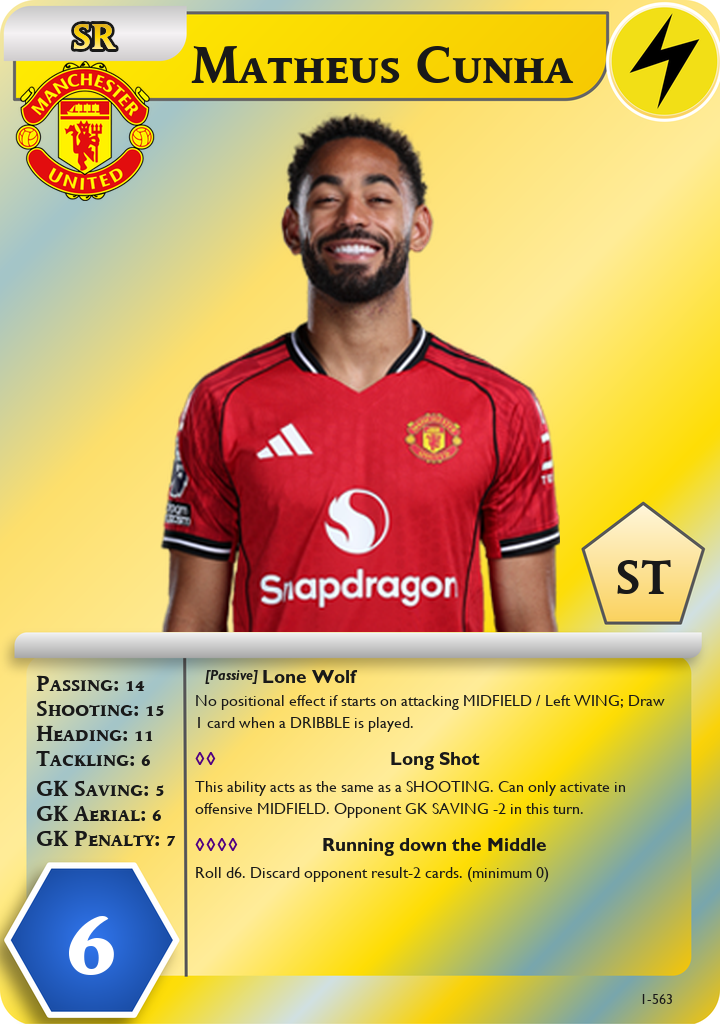 SR
Matheus Cunha
MANCHESTER
UNITED
Snapdragon
ST
[Passive] Lone Wolf
No positional effect if starts on attacking MIDFIELD / Left WING; Draw
1 card when a DRIBBLE is played.
◊◊ Long Shot
This ability acts as the same as a SHOOTING. Can only activate in
offensive MIDFIELD. Opponent GK SAVING -2 in this turn.
◊◊◊◊ Running down the Middle
Roll d6. Discard opponent result-2 cards. (minimum 0)
Passing: 14
Shooting: 15
Heading: 11
Tackling: 6
GK Saving: 5
GK Aerial: 6
GK Penalty: 7
6
1-563